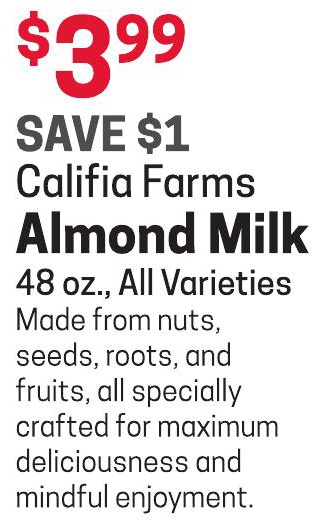 $3.99
SAVE $1
Califia Farms
Almond Milk
48 oz., All Varieties
Made from nuts,
seeds, roots, and
fruits, all specially
crafted for maximum
deliciousness and
mindful enjoyment.